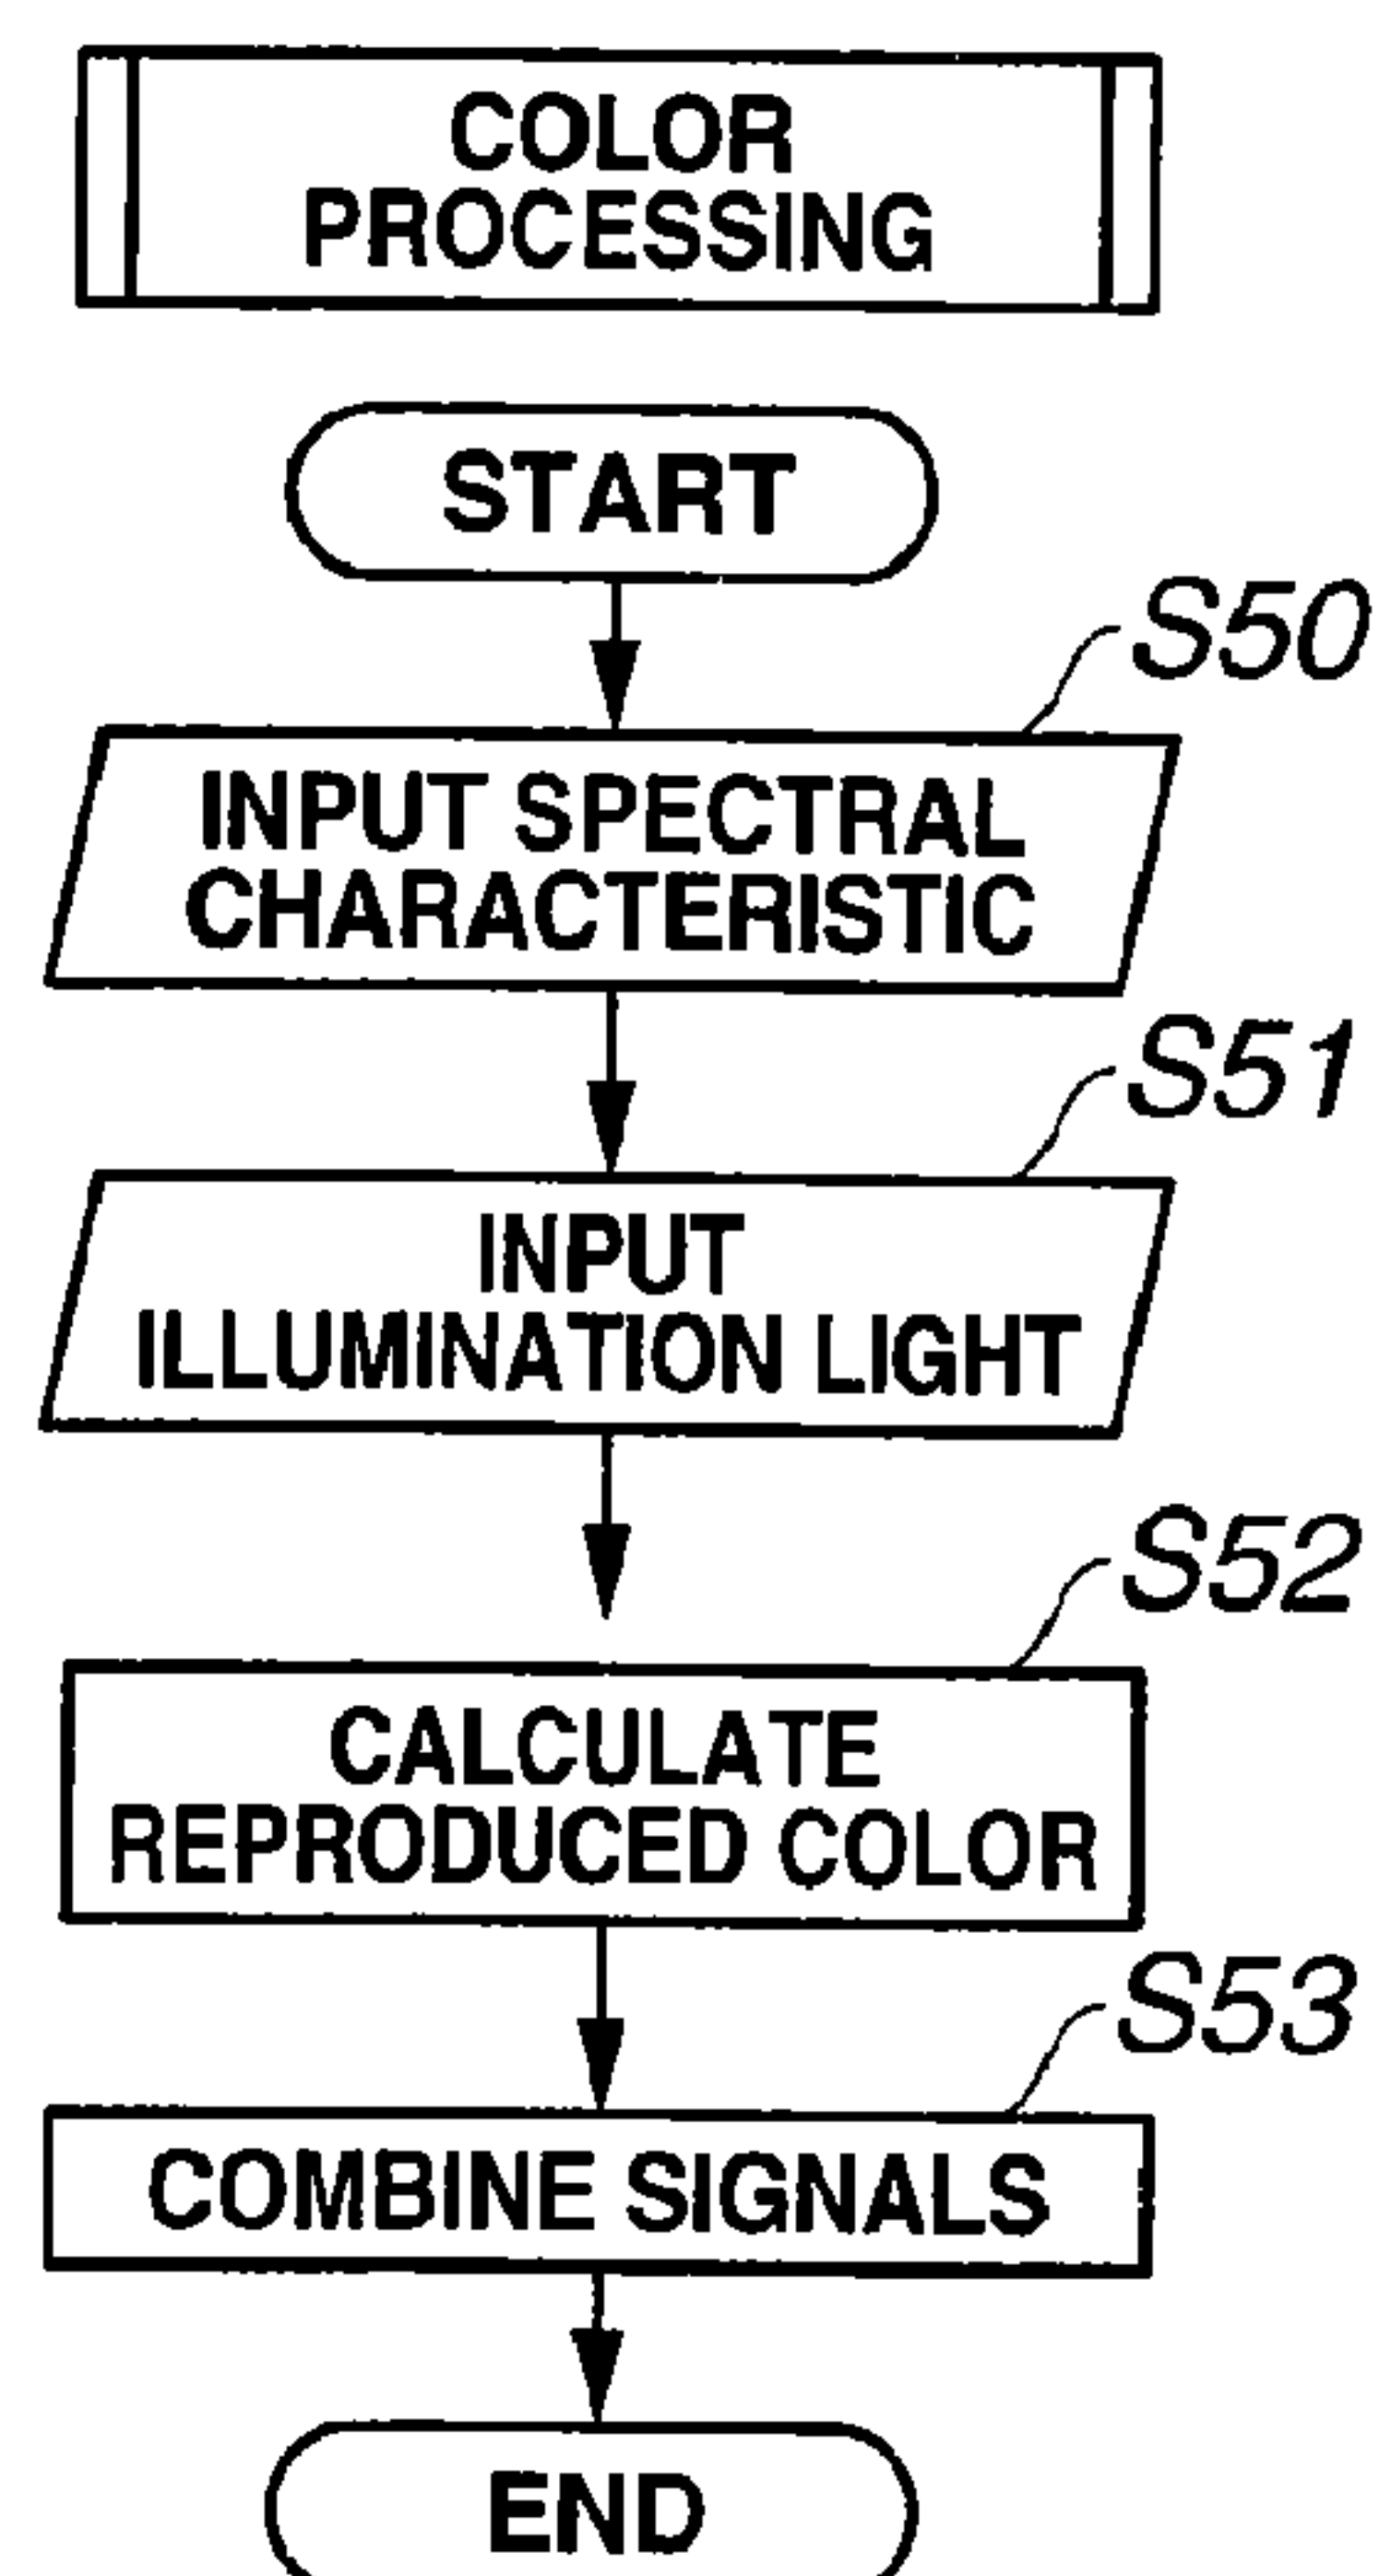 COLOR
PROCESSING
START
S50
INPUT SPECTRAL
CHARACTERISTIC
S51
INPUT
ILLUMINATION LIGHT
S52
CALCULATE
REPRODUCED COLOR
S53
COMBINE SIGNALS
END